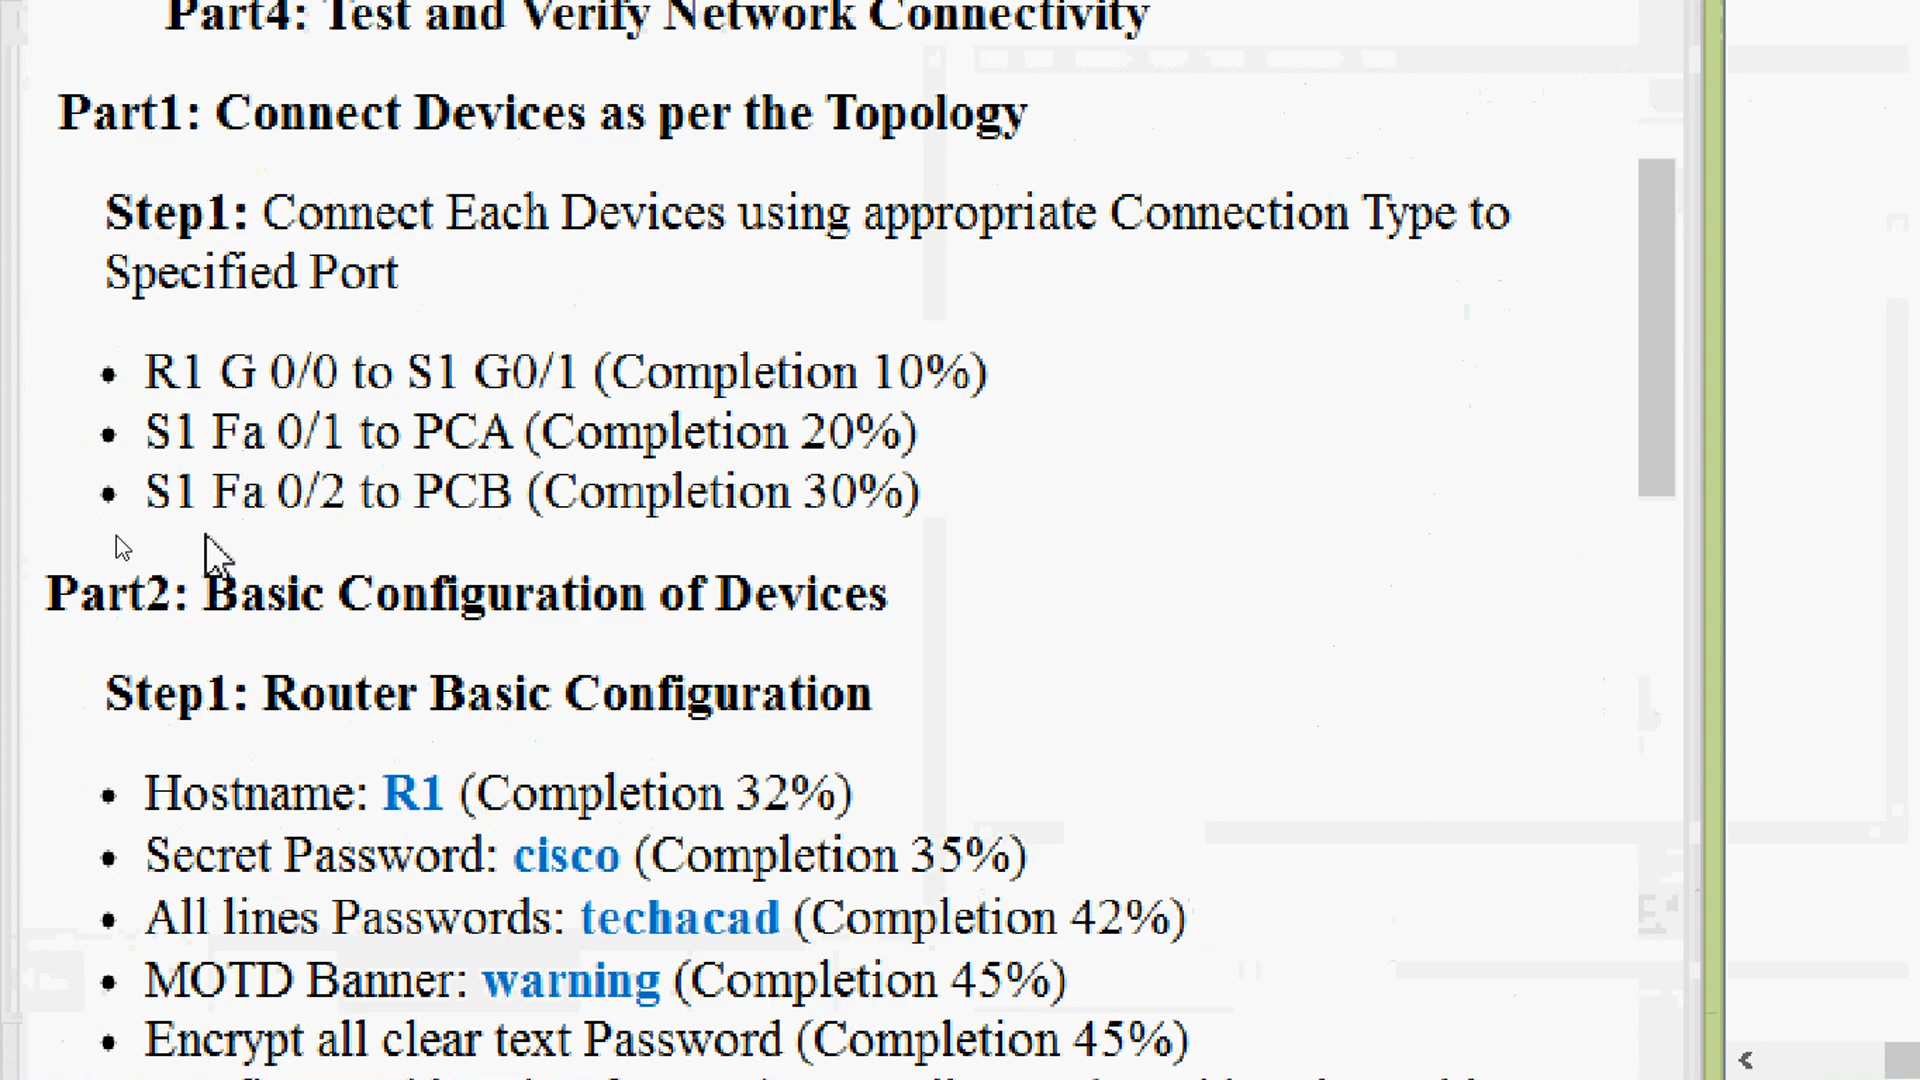 Part4: Test and Verify Network Connectivity
Part1: Connect Devices as per the Topology
Step1: Connect Each Devices using appropriate Connection Type to
Specified Port
• R1 G 0/0 to S1 G0/1 (Completion 10%)
• S1 Fa 0/1 to PCA (Completion 20%)
• S1 Fa 0/2 to PCB (Completion 30%)
Part2: Basic Configuration of Devices
Step1: Router Basic Configuration
• Hostname: R1 (Completion 32%)
• Secret Password: cisco (Completion 35%)
• All lines Passwords: techacad (Completion 42%)
• MOTD Banner: warning (Completion 45%)
• Encrypt all clear text Password (Completion 45%)